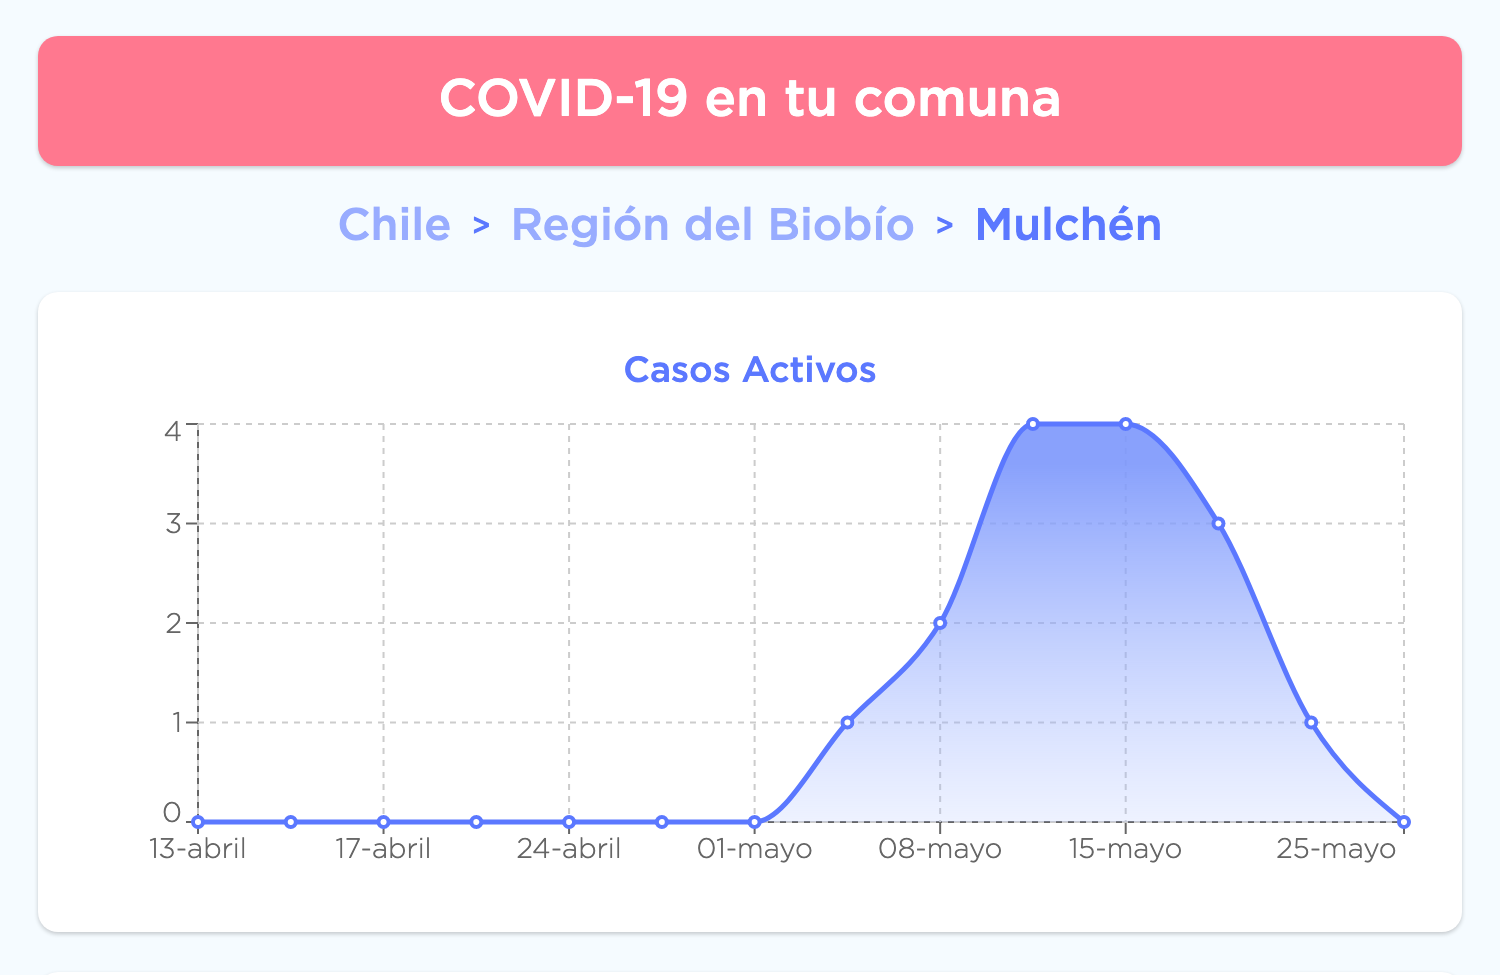 COVID-19 en tu comuna
Chile > Región del Biobío > Mulchén
Casos Activos
4
3
2
1
0
13-abril 17-abril 24-abril 01-mayo 08-mayo 15-mayo 25-mayo